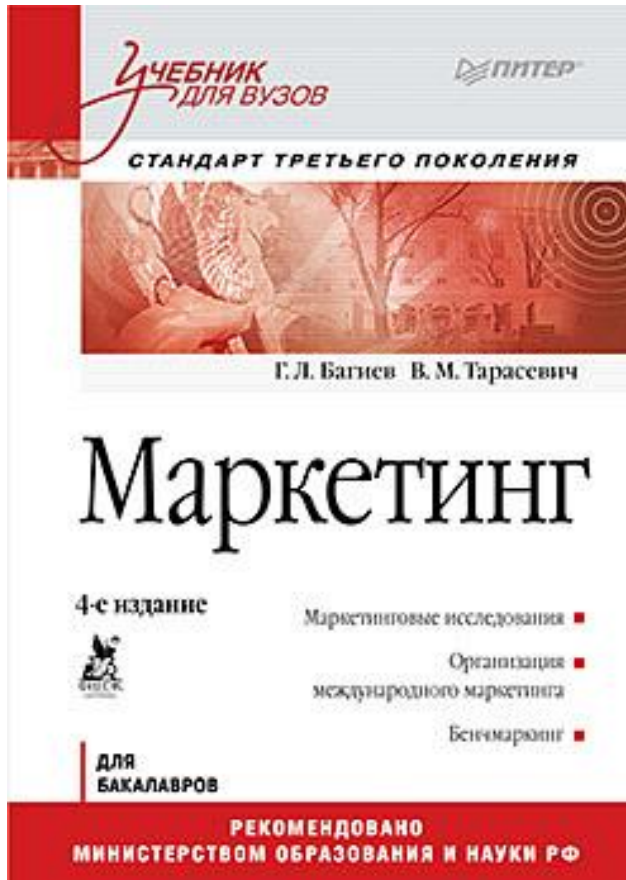 УЧЕБНИК
ДЛЯ ВУЗОВ
ПИТЕР®
СТАНДАРТ ТРЕТЬЕГО ПОКОЛЕНИЯ
Г. Л. Багиев В. М. Тарасевич
Маркетинг
4-е издание
Маркетинговые исследования
Организация
международного маркетинга
Бенчмаркинг
ДЛЯ
БАКАЛАВРОВ
РЕКОМЕНДОВАНО
МИНИСТЕРСТВОМ ОБРАЗОВАНИЯ И НАУКИ РФ